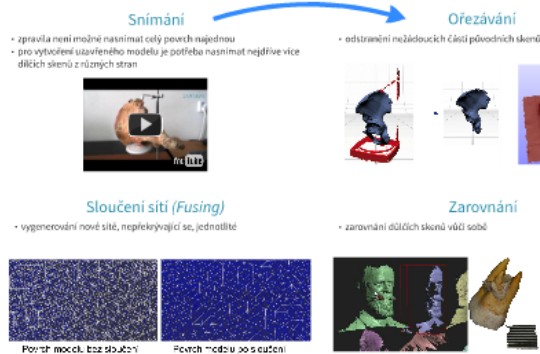 Snímání
• zpravila není možné nasnímat celý povrch najednou
• pro vytvoření uzavřeného modelu je potřeba nasnímat nejdříve více
dílčích skenů z různých stran
Ořezávání
• odstranění nežádoucích částí původních skenů
Sloučení sítí (Fusing)
• vygenerování nové sítě, nepřekrývající se, jednotlité
Povrch modelu bez sloučení
Povrch modelu po sloučení
Zarovnání
• zarovnání důlčích skenů vůči sobě